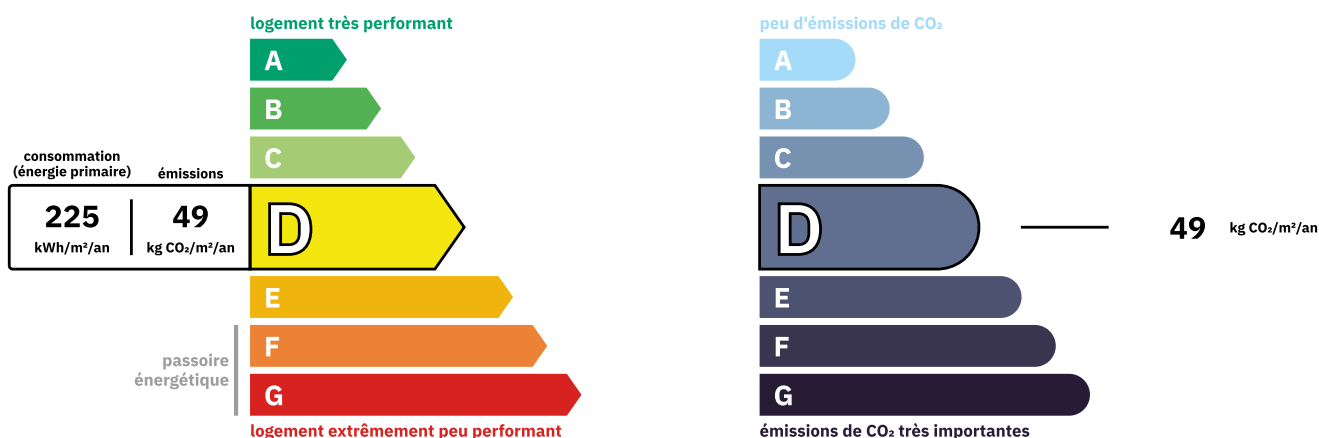 logement très performant
A
B
C
consommation
(énergie primaire)
émissions
225
kWh/m²/an
49
kg CO₂/m²/an
D
E
F
G
passoire
énergétique
logement extrêmement peu performant
peu d'émissions de CO₂
A
B
C
D
49
kg CO₂/m²/an
E
F
G
émissions de CO₂ très importantes